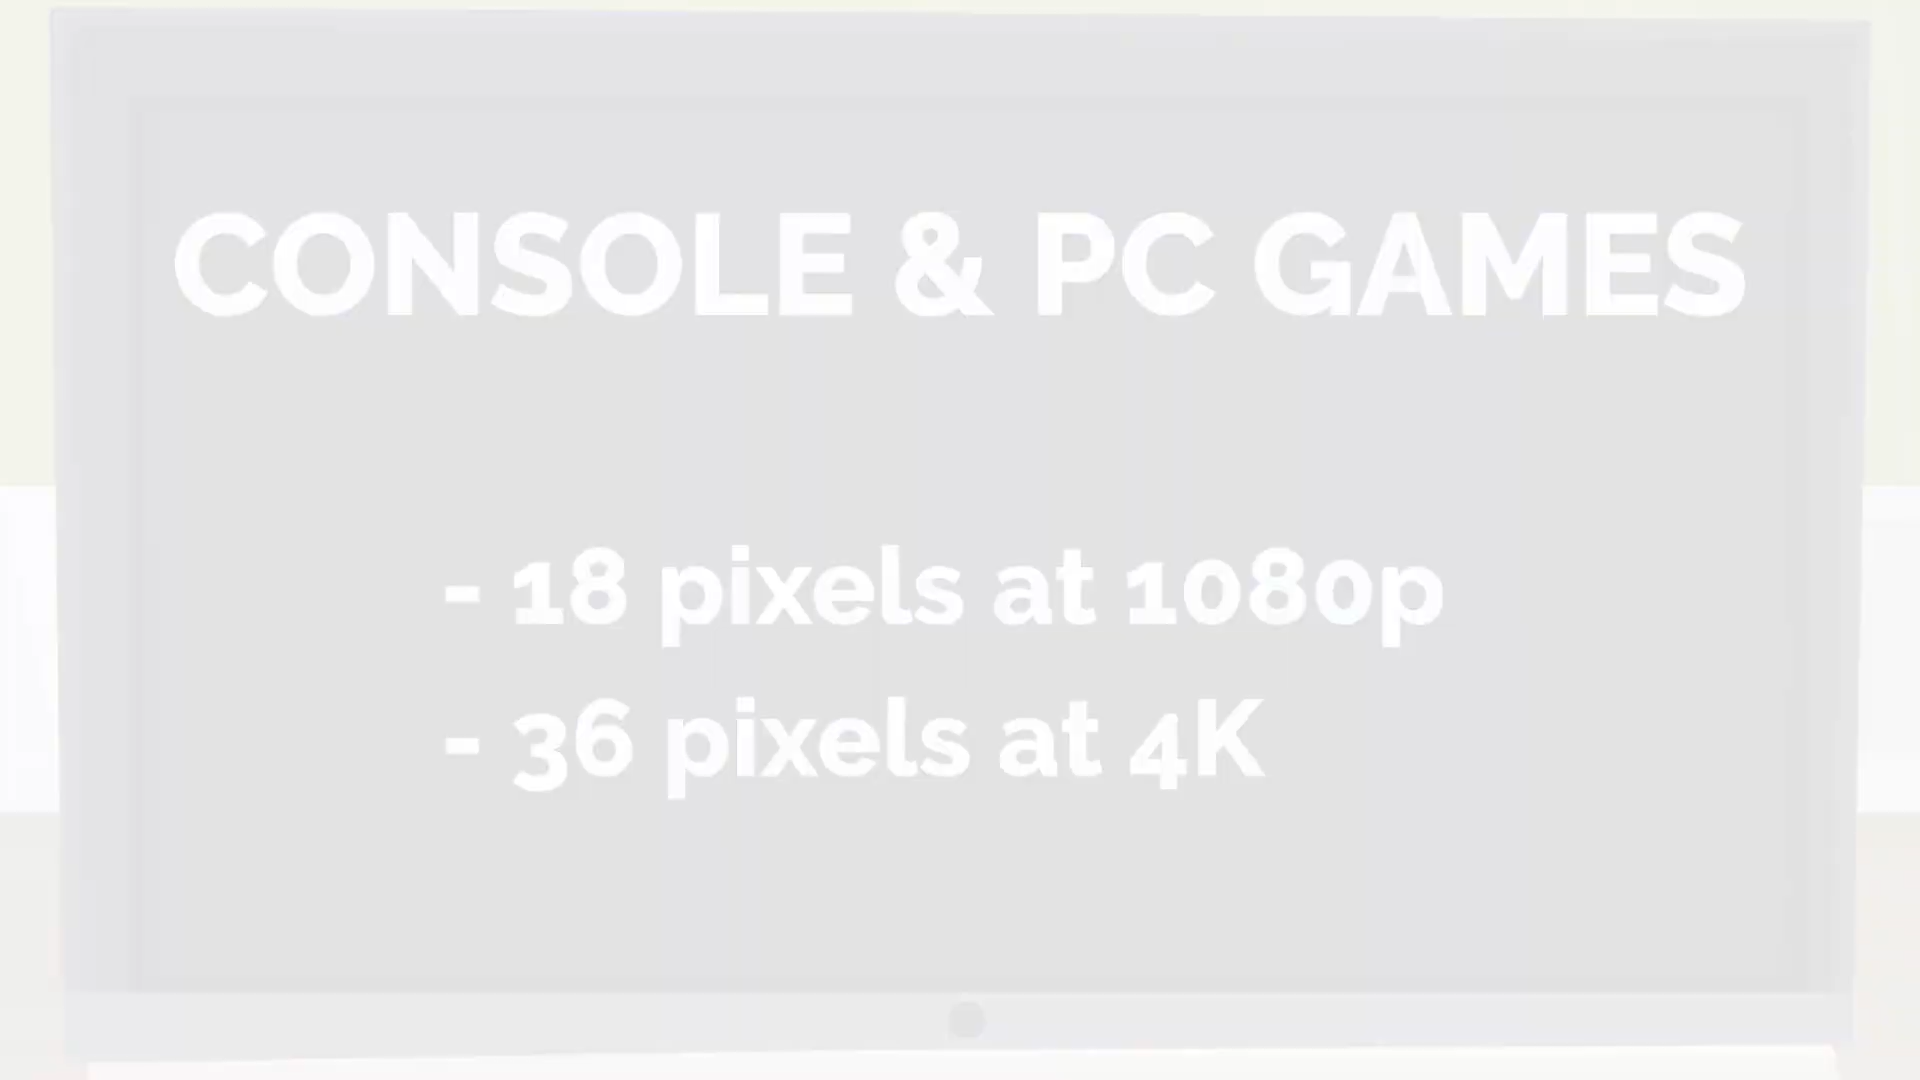 CONSOLE & PC GAMES
- 18 pixels at 1080p
- 36 pixels at 4K